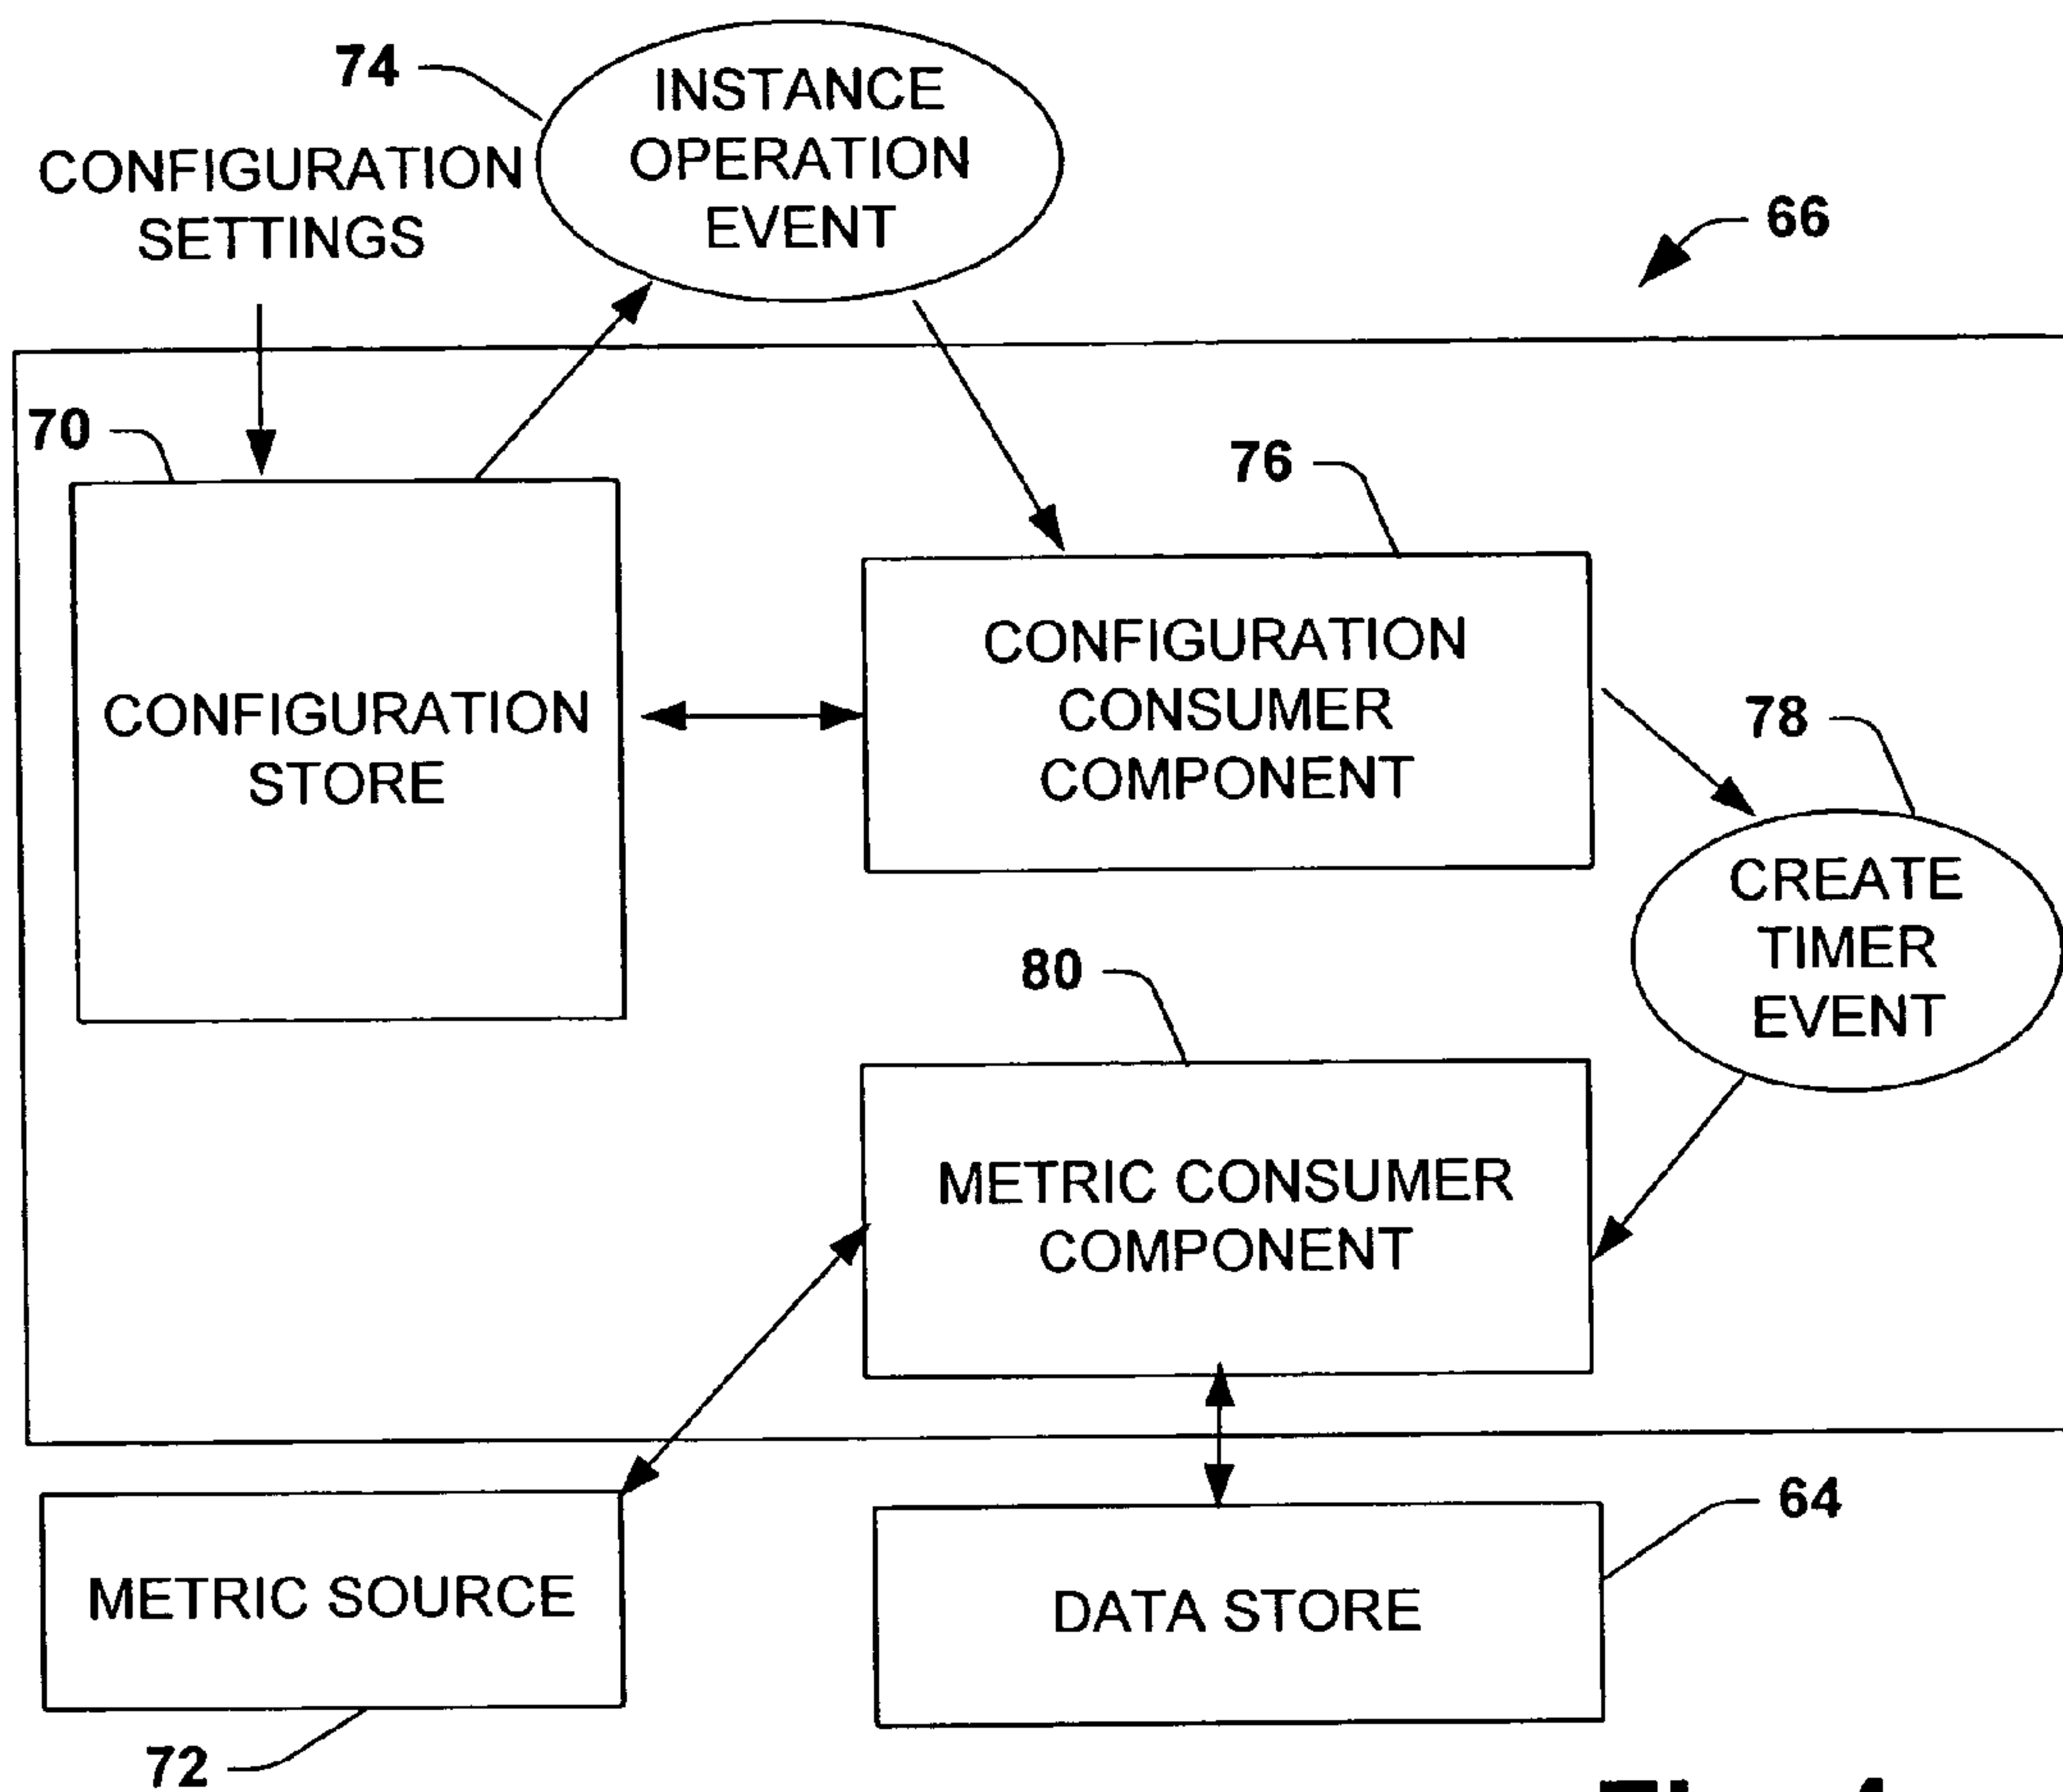 74
INSTANCE
OPERATION
EVENT
CONFIGURATION
SETTINGS
66
70
76
CONFIGURATION
STORE
CONFIGURATION
CONSUMER
COMPONENT
78
CREATE
TIMER
EVENT
80
METRIC CONSUMER
COMPONENT
64
METRIC SOURCE
DATA STORE
72